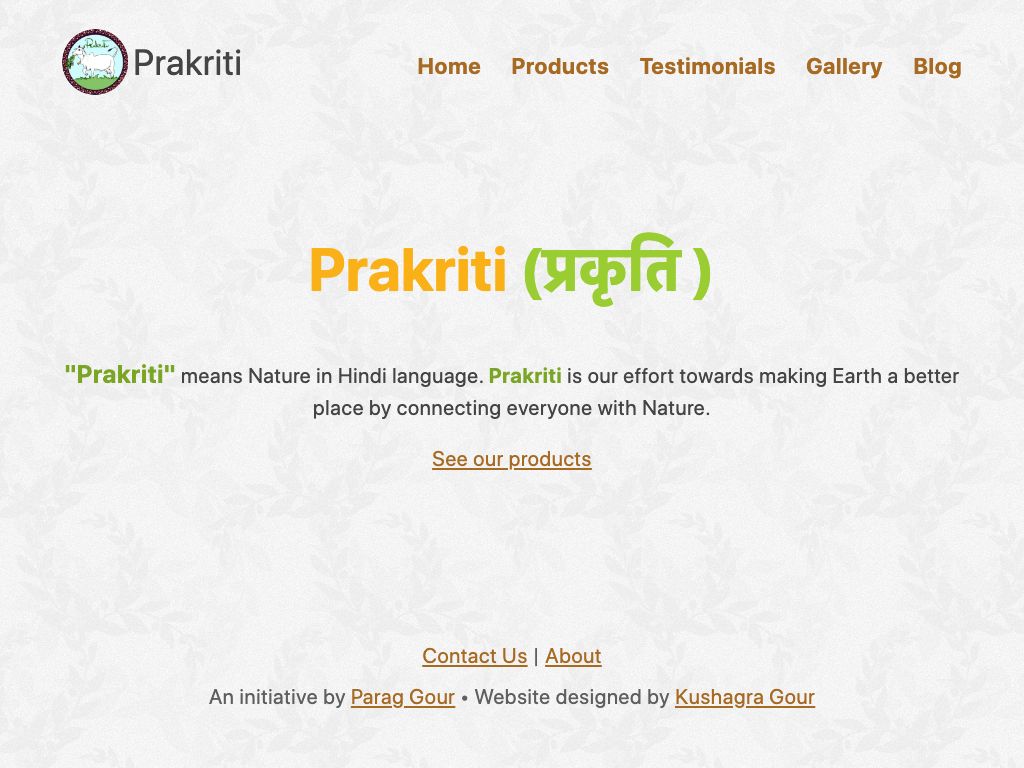 Prakriti
Home Products Testimonials Gallery Blog
Prakriti (प्रकृति )
"Prakriti" means Nature in Hindi language. Prakriti is our effort towards making Earth a better
place by connecting everyone with Nature.
See our products
Contact Us | About
An initiative by Parag Gour • Website designed by Kushagra Gour